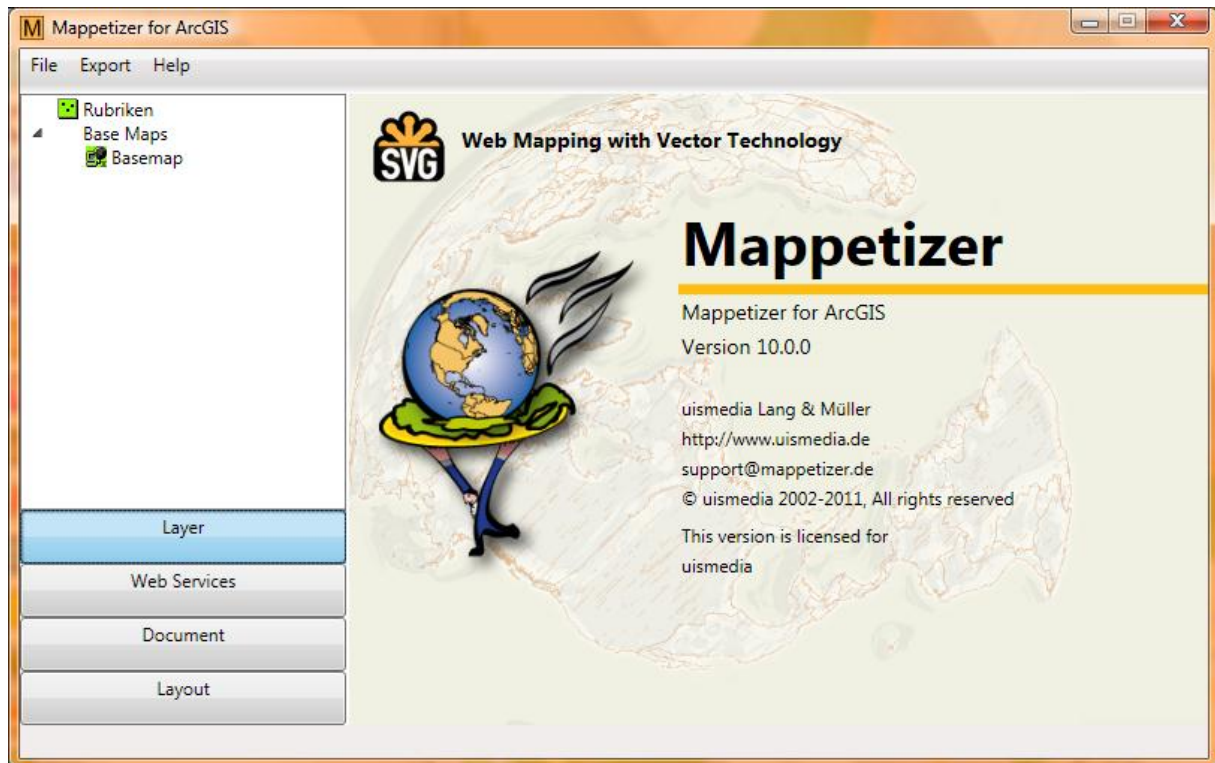 M Mappetizer for ArcGIS
X
File Export Help
Rubriken
Base Maps
Basemap
Layer
Web Services
Document
Layout
SVG
Web Mapping with Vector Technology
Mappetizer
Mappetizer for ArcGIS
Version 10.0.0
uismedia Lang & Müller
http://www.uismedia.de
support@mappetizer.de
© uismedia 2002-2011, All rights reserved
This version is licensed for
uismedia